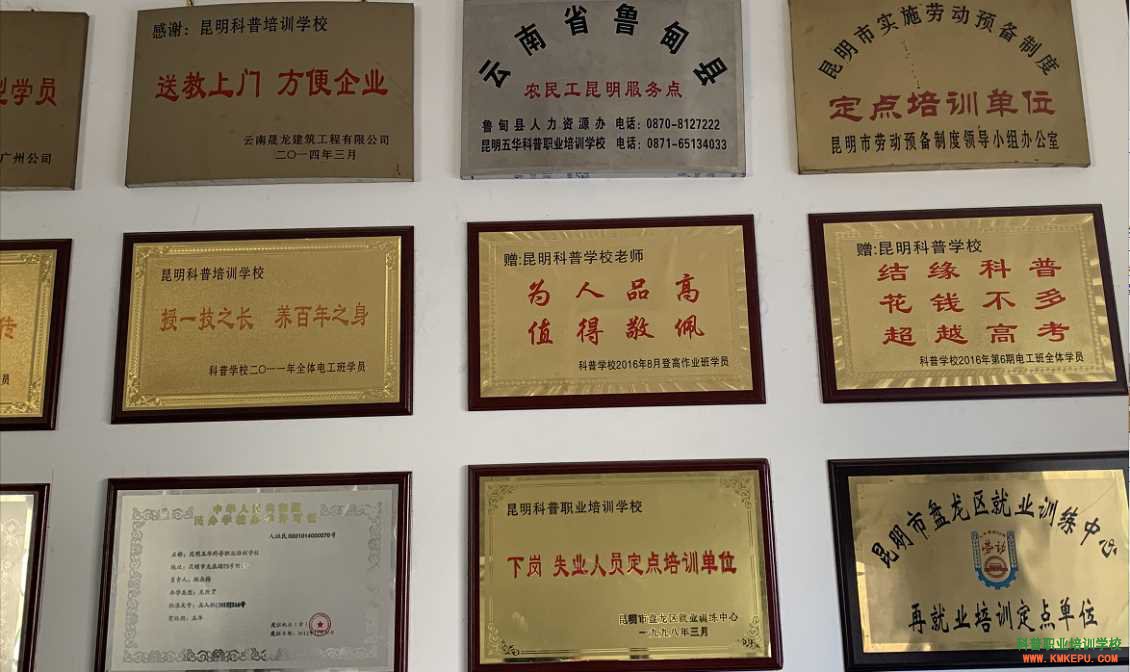 型学员
广州公司
感谢：昆明科普培训学校
送教上门 方便企业
云南晟龙建筑工程有限公司
二〇一四年三月
云南省鲁甸县
农民工昆明服务点
鲁甸县人力资源办 电话：0870-8127222
昆明五华科普职业培训学校 电话：0871-65134033
昆明市实施劳动预备制度
定点培训单位
昆明市劳动预备制度领导小组办公室
传
员
昆明科普培训学校
授一技之长 养百年之身
科普学校二〇一一年全体电工班学员
赠:昆明科普学校老师
为人品高
值得敬佩
科普学校2016年8月登高作业班学员
赠:昆明科普学校
结缘科普
花钱不多
超越高考
科普学校2016年第6期电工班全体学员
中华人民共和国
民办学校办学许可证
昆明科普职业培训学校
下岗 失业人员定点培训单位
昆明市盘龙区就业训练中心
一九九八年三月
昆明市盘龙区就业训练中心
劳动
再就业培训定点单位
科普职业培训学校
WWW.KMKEPU.COM